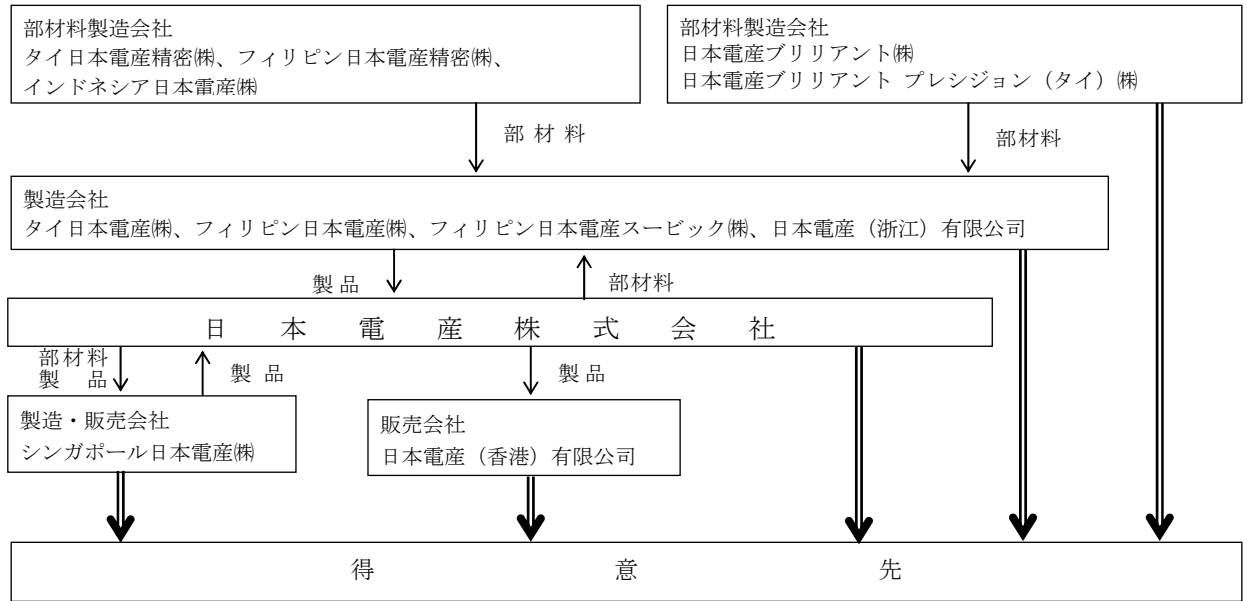 部材料製造会社
タイ日本電産精密㈱、フィリピン日本電産精密㈱、
インドネシア日本電産㈱
部材料製造会社
日本電産ブリリアント㈱
日本電産ブリリアント プレシジョン（タイ）㈱
部 材 料
部材料
製造会社
タイ日本電産㈱、フィリピン日本電産㈱、フィリピン日本電産スービック㈱、日本電産（浙江）有限公司
製 品
部材料
日 本 電 産 株 式 会 社
部材料
製 品
製 品
製 品
製造・販売会社
シンガポール日本電産㈱
販売会社
日本電産（香港）有限公司
得 意 先